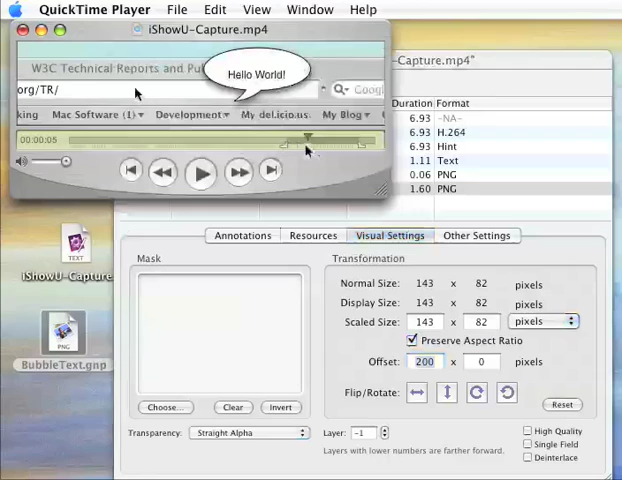 QuickTime Player File Edit View Window Help
iShowU-Capture.mp4
-Capture.mp4"
W3C Technical Reports and Pu
Hello World!
org/TR/
Googl
king Mac Software (1) Development My del.icio.us My Blog
00:00:05
Duration Format
6.93 -NA-
6.93 H.264
6.93 Hint
1.11 Text
0.06 PNG
1.60 PNG
TEXT
iShowU-Capture
PNG
BubbleText.gnp
Annotations Resources Visual Settings Other Settings
Mask
Transformation
Normal Size: 143 x 82 pixels
Display Size: 143 x 82 pixels
Scaled Size: 143 x 82 pixels
Preserve Aspect Ratio
Offset: 200 x 0 pixels
Flip/Rotate:
Choose... Clear Invert
Reset
Transparency: Straight Alpha
Layer: -1
Layers with lower numbers are farther forward.
High Quality
Single Field
Deinterlace